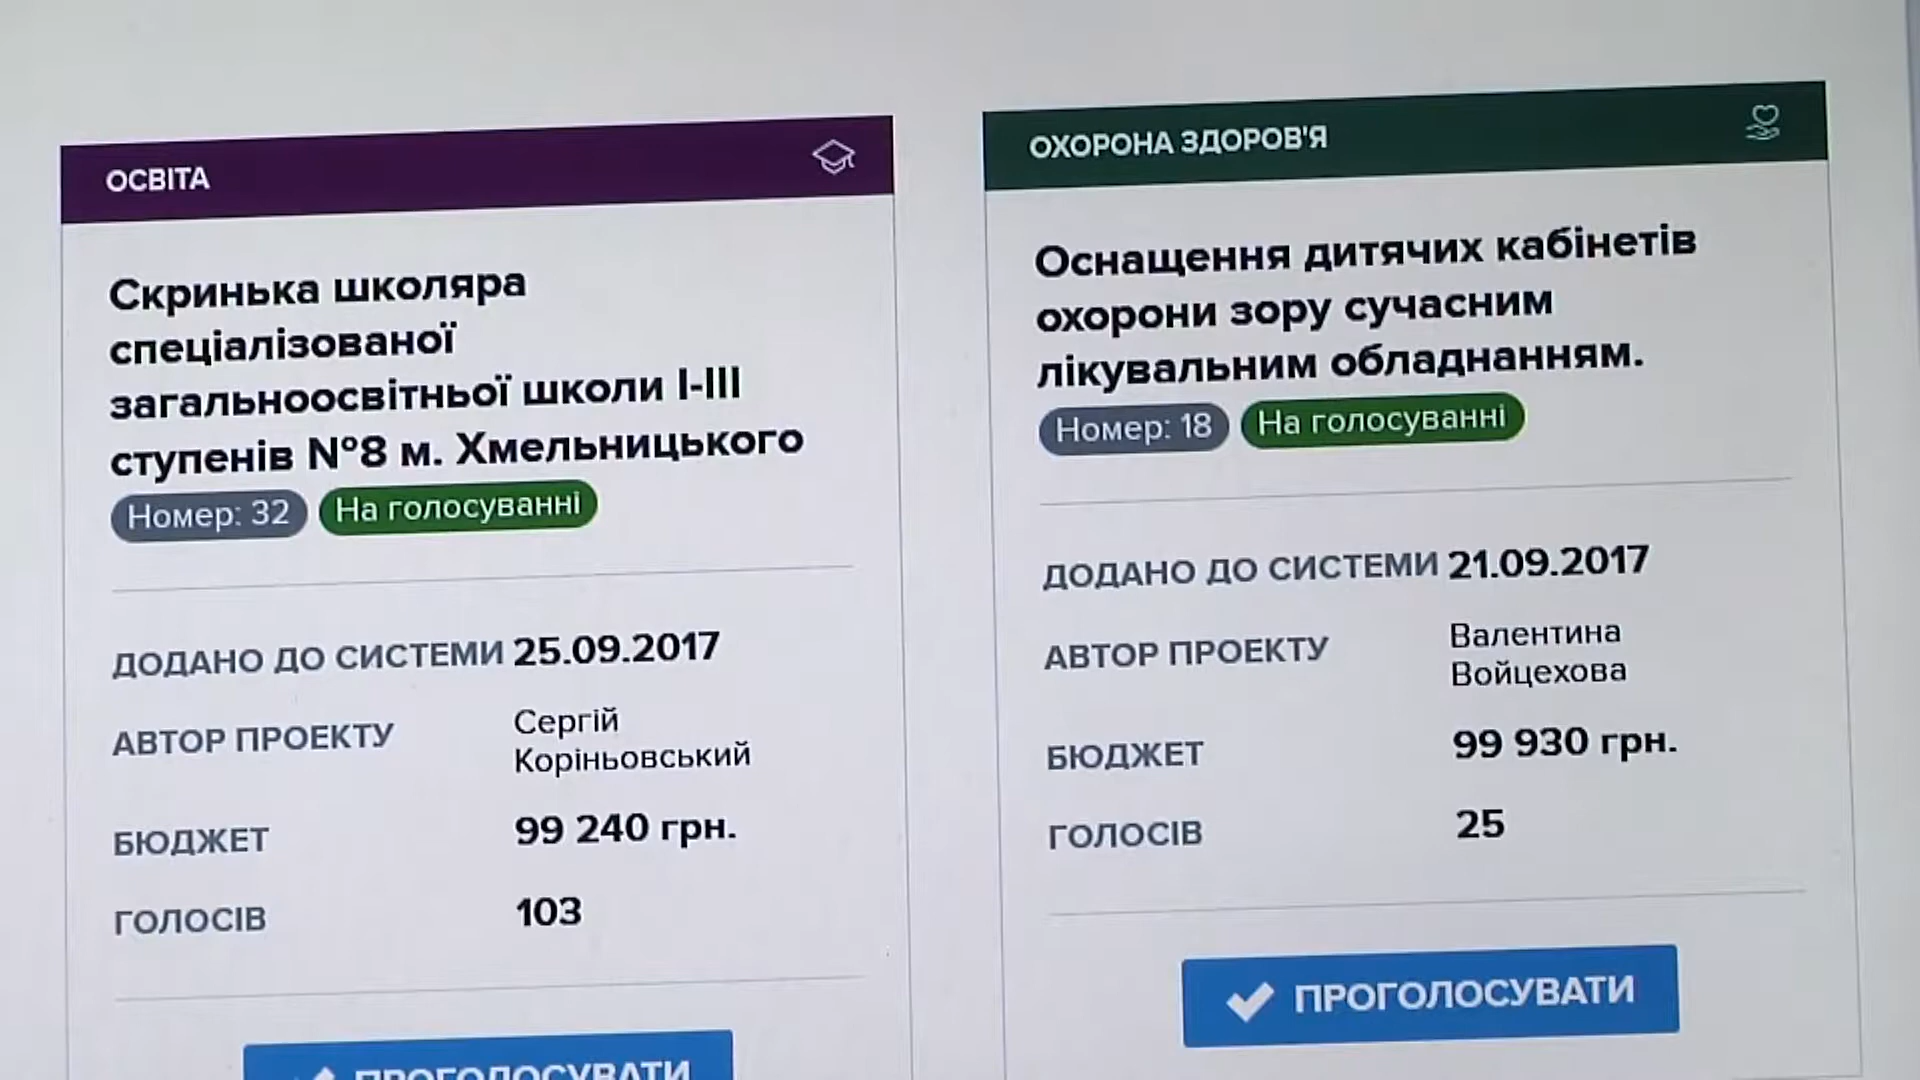 ОСВІТА
Скринька школяра
спеціалізованої
загальноосвітньої школи І-ІІІ
ступенів №8 м. Хмельницького
Номер: 32 На голосуванні
ДОДАНО ДО СИСТЕМИ 25.09.2017
АВТОР ПРОЕКТУ Сергій
Коріньовський
БЮДЖЕТ 99 240 грн.
ГОЛОСІВ 103
ПРОГОЛОСУВАТИ
ОХОРОНА ЗДОРОВ'Я
Оснащення дитячих кабінетів
охорони зору сучасним
лікувальним обладнанням.
Номер: 18 На голосуванні
ДОДАНО ДО СИСТЕМИ 21.09.2017
АВТОР ПРОЕКТУ Валентина
Войцехова
БЮДЖЕТ 99 930 грн.
ГОЛОСІВ 25
ПРОГОЛОСУВАТИ